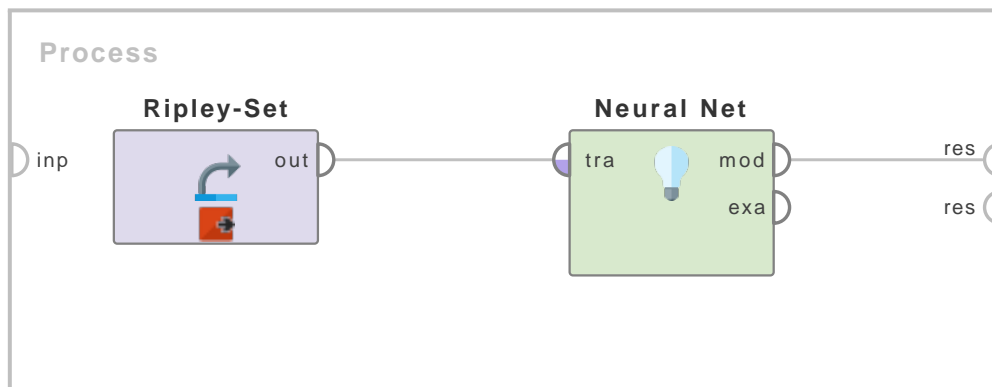 Process
Ripley-Set
Neural Net
inp
out
tra
mod
res
exa
res